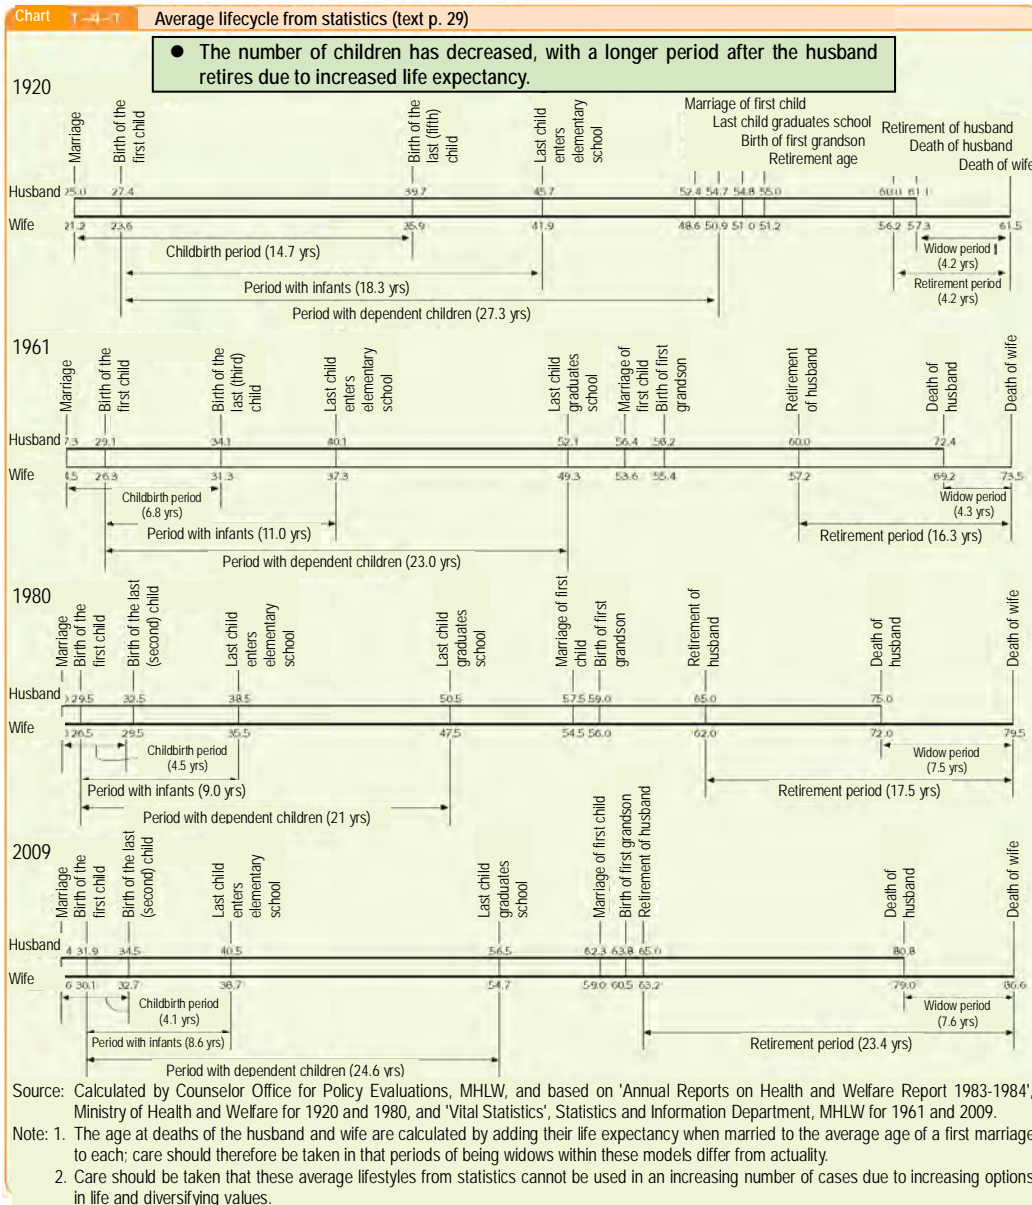 Chart 1-4-1 Average lifecycle from statistics (text p. 29)
● The number of children has decreased, with a longer period after the husband
retires due to increased life expectancy.
1920
Marriage
Birth of the
first child
Birth of the
last (fifth)
child
Last child
enters
elementary
school
Marriage of first child
Last child graduates school
Birth of first grandson
Retirement age
Retirement of husband
Death of husband
Death of wife
Husband 25.0 27.4 39.7 45.7 52.4 54.7 54.8 55.0 60.0 61.1
Wife 21.2 23.6 35.9 41.9 48.6 50.9 51.0 51.2 56.2 57.3 61.5
Childbirth period (14.7 yrs)
Widow period
(4.2 yrs)
Period with infants (18.3 yrs)
Retirement period
(4.2 yrs)
Period with dependent children (27.3 yrs)
1961
Marriage
Birth of the
first child
Birth of the
last (third)
child
Last child
enters
elementary
school
Last child
graduates
school
Marriage of
first child
Birth of first
grandson
Retirement
of husband
Death of
husband
Death of wife
Husband 7.3 29.1 34.1 40.1 52.1 56.4 58.2 60.0 72.4
Wife 4.5 26.3 31.3 37.3 49.3 53.6 55.4 57.2 69.2 73.5
Childbirth period
(6.8 yrs)
Widow period
(4.3 yrs)
Period with infants (11.0 yrs)
Retirement period (16.3 yrs)
Period with dependent children (23.0 yrs)
1980
Marriage
Birth of the
first child
Birth of the last
(second) child
Last child
enters
elementary
school
Last child
graduates
school
Marriage of first
child
Birth of first
grandson
Retirement of
husband
Death of
husband
Death of wife
Husband 29.5 32.5 38.5 50.5 57.5 59.0 65.0 75.0
Wife 26.5 29.5 35.5 47.5 54.5 56.0 62.0 72.0 79.5
Childbirth period
(4.5 yrs)
Widow period
(7.5 yrs)
Period with infants (9.0 yrs)
Retirement period (17.5 yrs)
Period with dependent children (21 yrs)
2009
Marriage
Birth of the
first child
Birth of the last
(second) child
Last child
enters
elementary
school
Last child
graduates
school
Marriage of first child
Birth of first grandson
Retirement of husband
Death of
husband
Death of wife
Husband 4 31.9 34.5 40.5 56.5 62.3 63.8 65.0 80.8
Wife 6 30.1 32.7 38.7 54.7 59.0 60.5 63.2 79.0 86.6
Childbirth period
(4.1 yrs)
Widow period
(7.6 yrs)
Period with infants (8.6 yrs)
Retirement period (23.4 yrs)
Period with dependent children (24.6 yrs)
Source: Calculated by Counselor Office for Policy Evaluations, MHLW, and based on 'Annual Reports on Health and Welfare Report 1983-1984',
Ministry of Health and Welfare for 1920 and 1980, and 'Vital Statistics', Statistics and Information Department, MHLW for 1961 and 2009.
Note: 1. The age at deaths of the husband and wife are calculated by adding their life expectancy when married to the average age of a first marriage
to each; care should therefore be taken in that periods of being widows within these models differ from actuality.
2. Care should be taken that these average lifestyles from statistics cannot be used in an increasing number of cases due to increasing options
in life and diversifying values.